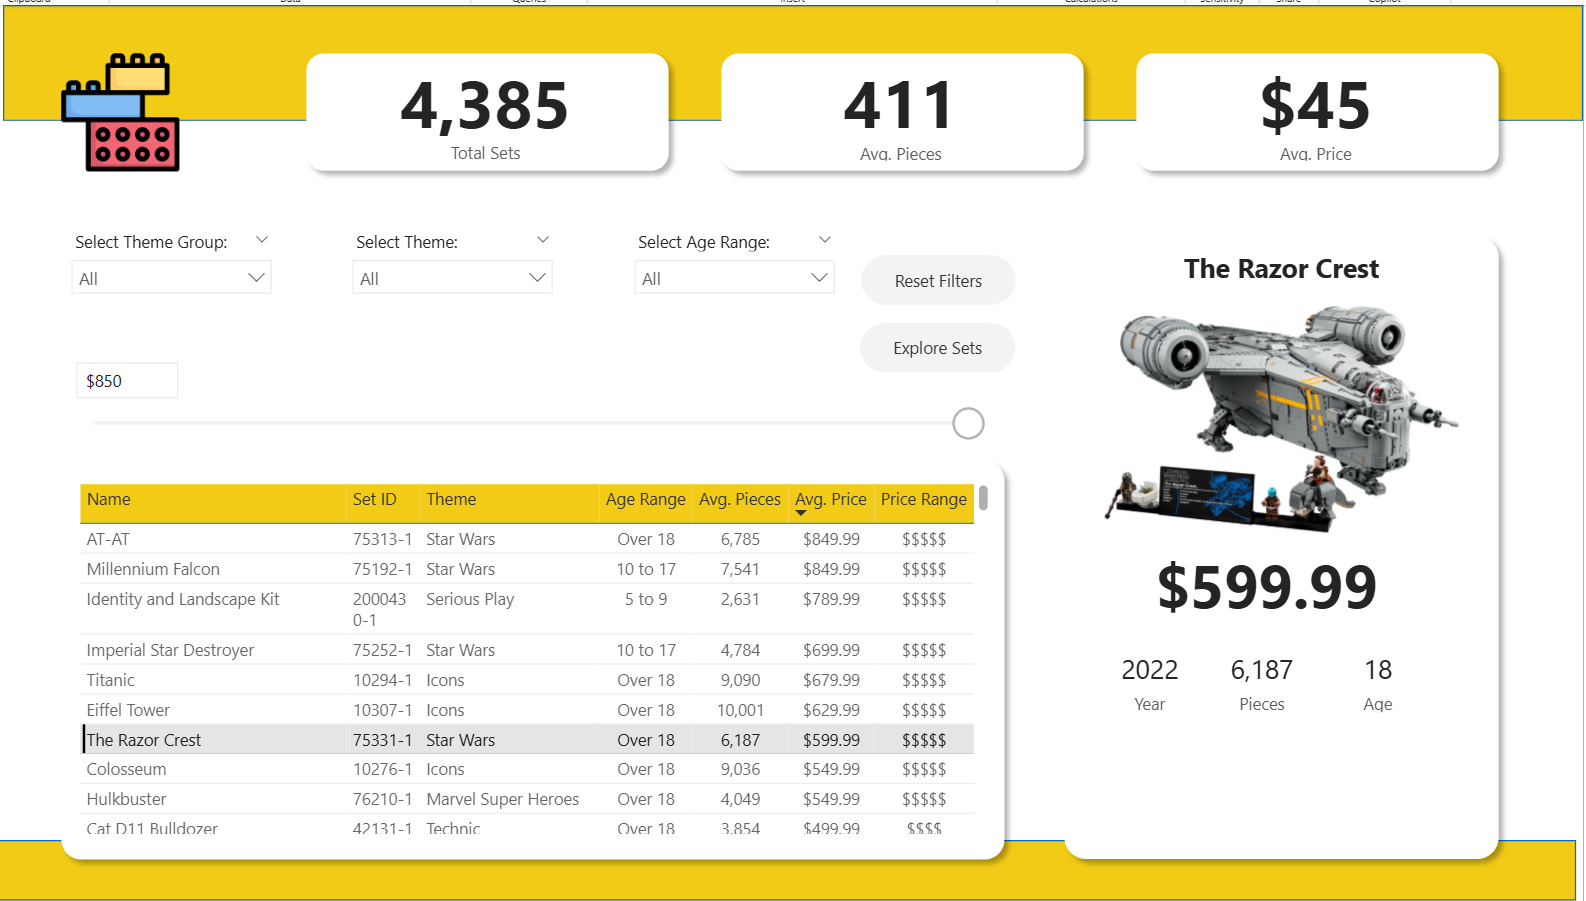 Clipboard Data Queries Insert Calculations Sensitivity Share Copilot
4,385
Total Sets
411
Avg. Pieces
$45
Avg. Price
Select Theme Group:
All
Select Theme:
All
Select Age Range:
All
Reset Filters
Explore Sets
$850
Name Set ID Theme Age Range Avg. Pieces Avg. Price Price Range
AT-AT 75313-1 Star Wars Over 18 6,785 $849.99 $$$$$
Millennium Falcon 75192-1 Star Wars 10 to 17 7,541 $849.99 $$$$$
Identity and Landscape Kit 200043 Serious Play 5 to 9 2,631 $789.99 $$$$$
0-1
Imperial Star Destroyer 75252-1 Star Wars 10 to 17 4,784 $699.99 $$$$$
Titanic 10294-1 Icons Over 18 9,090 $679.99 $$$$$
Eiffel Tower 10307-1 Icons Over 18 10,001 $629.99 $$$$$
The Razor Crest 75331-1 Star Wars Over 18 6,187 $599.99 $$$$$
Colosseum 10276-1 Icons Over 18 9,036 $549.99 $$$$$
Hulkbuster 76210-1 Marvel Super Heroes Over 18 4,049 $549.99 $$$$$
Cat D11 Bulldozer 42131-1 Technic Over 18 3,854 $499.99 $$$$
The Razor Crest
$599.99
2022
Year
6,187
Pieces
18
Age